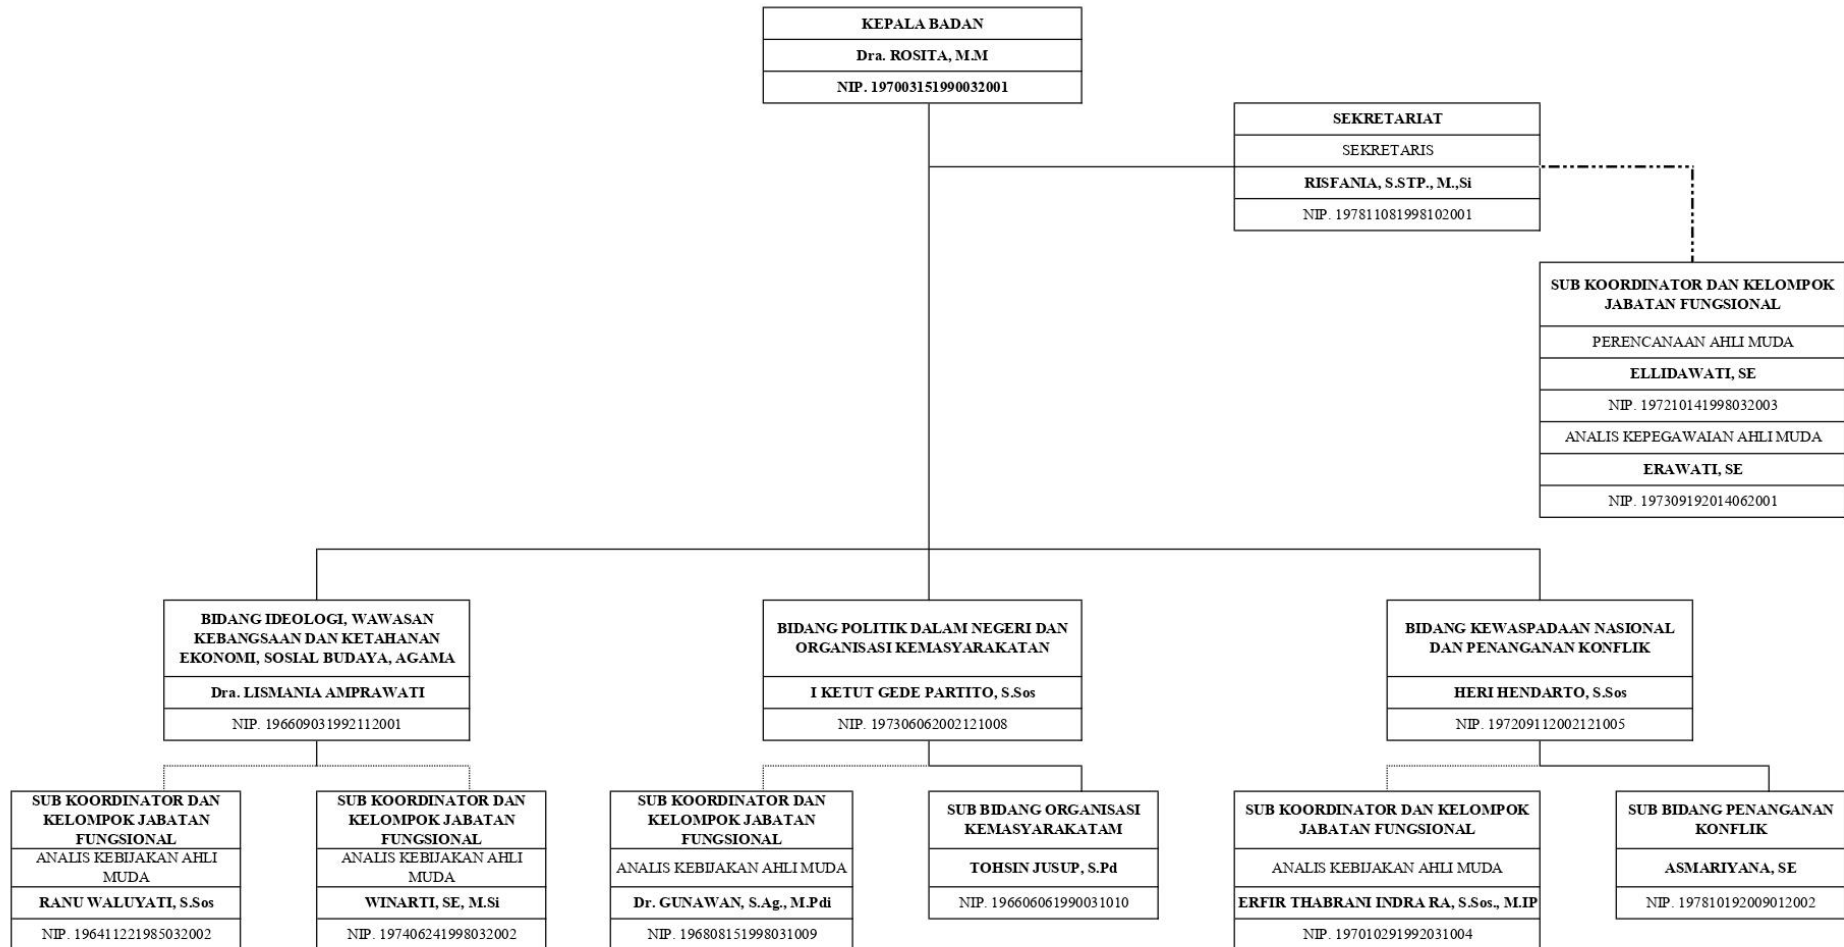 KEPALA BADAN
Dra. ROSITA, M.M
NIP. 197003151990032001
SEKRETARIAT
SEKRETARIS
RISFANIA, S.STP., M.,Si
NIP. 197811081998102001
SUB KOORDINATOR DAN KELOMPOK
JABATAN FUNGSIONAL
PERENCANAAN AHLI MUDA
ELLIDAWATI, SE
NIP. 197210141998032003
ANALIS KEPEGAWAIAN AHLI MUDA
ERAWATI, SE
NIP. 197309192014062001
BIDANG IDEOLOGI, WAWASAN
KEBANGSAAN DAN KETAHANAN
EKONOMI, SOSIAL BUDAYA, AGAMA
Dra. LISMANIA AMPRAWATI
NIP. 196609031992112001
BIDANG POLITIK DALAM NEGERI DAN
ORGANISASI KEMASYARAKATAN
I KETUT GEDE PARTITO, S.Sos
NIP. 197306062002121008
BIDANG KEWASPADAAN NASIONAL
DAN PENANGANAN KONFLIK
HERI HENDARTO, S.Sos
NIP. 197209112002121005
SUB KOORDINATOR DAN
KELOMPOK JABATAN
FUNGSIONAL
ANALIS KEBIJAKAN AHLI
MUDA
RANU WALUYATI, S.Sos
NIP. 196411221985032002
SUB KOORDINATOR DAN
KELOMPOK JABATAN
FUNGSIONAL
ANALIS KEBIJAKAN AHLI
MUDA
WINARTI, SE, M.Si
NIP. 197406241998032002
SUB KOORDINATOR DAN
KELOMPOK JABATAN
FUNGSIONAL
ANALIS KEBIJAKAN AHLI MUDA
Dr. GUNAWAN, S.Ag., M.Pdi
NIP. 196808151998031009
SUB BIDANG ORGANISASI
KEMASYARAKATAM
TOHSIN JUSUP, S.Pd
NIP. 196606061990031010
SUB KOORDINATOR DAN KELOMPOK
JABATAN FUNGSIONAL
ANALIS KEBIJAKAN AHLI MUDA
ERFIR THABRANI INDRA RA, S.Sos., M.IP
NIP. 197010291992031004
SUB BIDANG PENANGANAN
KONFLIK
ASMARIYANA, SE
NIP. 197810192009012002